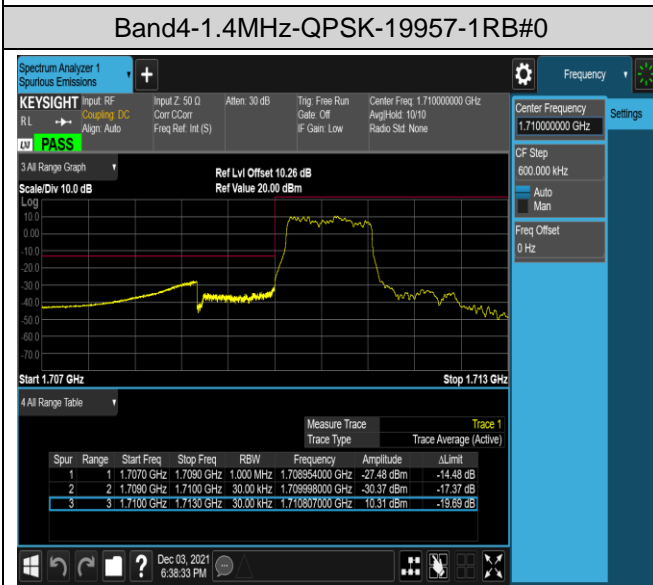 Band4-1.4MHz-QPSK-19957-1RB#0
Spectrum Analyzer 1
Spurious Emissions
+
Frequency
KEYSIGHT
Input: RF
Coupling: DC
Align: Auto
RL
LXI
PASS
Input Z: 50 Ω
Corr CCorr
Freq Ref: Int (S)
Atten: 30 dB
Trig: Free Run
Gate: Off
IF Gain: Low
Center Freq: 1.710000000 GHz
Avg|Hold: 10/10
Radio Std: None
Center Frequency
1.710000000 GHz
Settings
CF Step
600.000 kHz
Auto
Man
Freq Offset
0 Hz
3 All Range Graph
Scale/Div 10.0 dB
Ref Lvl Offset 10.26 dB
Ref Value 20.00 dBm
Log
10.0
0.00
-10.0
-20.0
-30.0
-40.0
-50.0
-60.0
-70.0
Start 1.707 GHz Stop 1.713 GHz
4 All Range Table
Measure Trace Trace 1
Trace Type Trace Average (Active)
Spur Range Start Freq Stop Freq RBW Frequency Amplitude ΔLimit
1 1 1.7070 GHz 1.7090 GHz 1.000 MHz 1.708954000 GHz -27.48 dBm -14.48 dB
2 2 1.7090 GHz 1.7100 GHz 30.00 kHz 1.709998000 GHz -30.37 dBm -17.37 dB
3 3 1.7100 GHz 1.7130 GHz 30.00 kHz 1.710807000 GHz 10.31 dBm -19.69 dB
?
Dec 03, 2021
6:38:33 PM